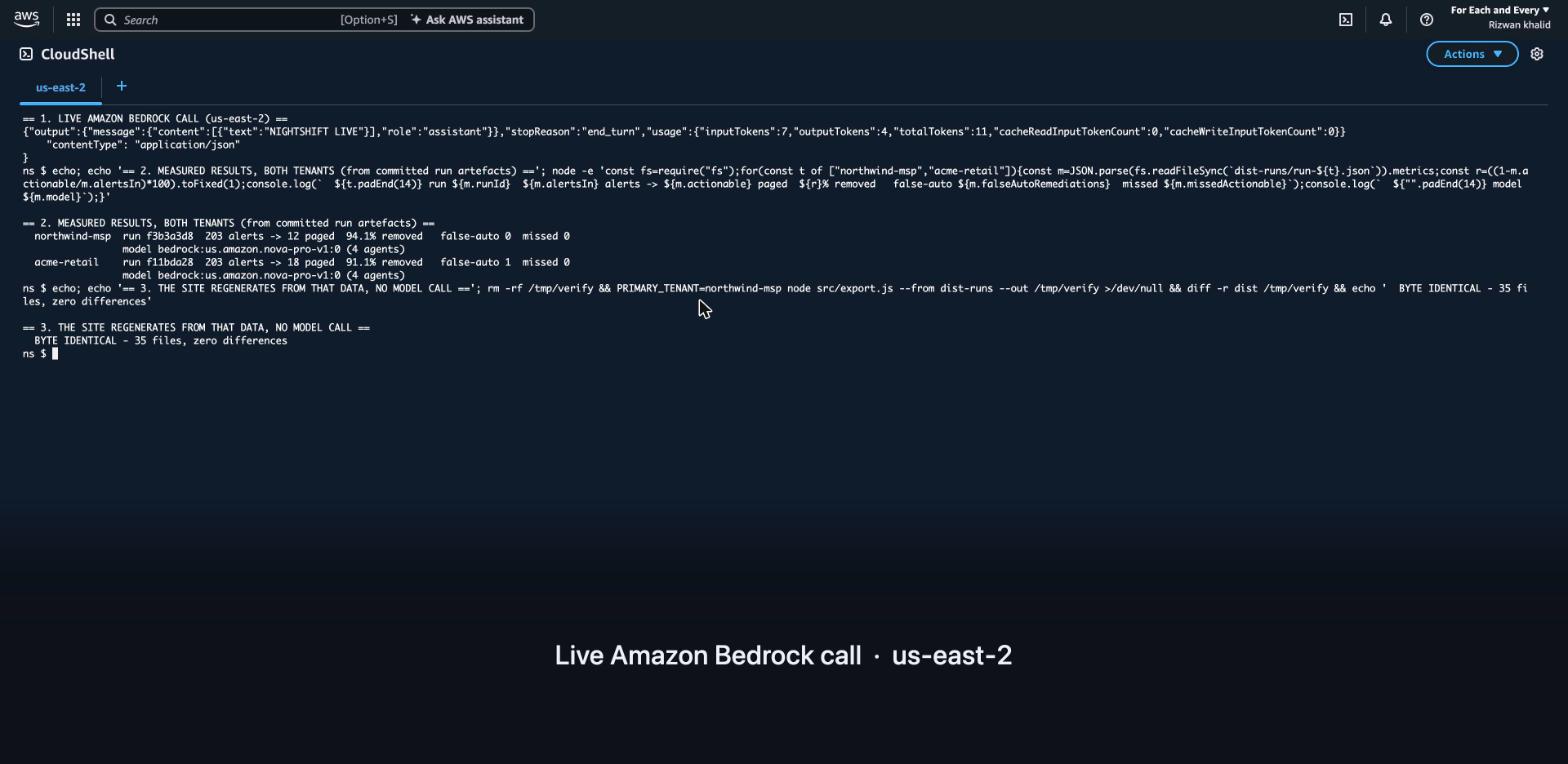 aws
Search [Option+S] Ask AWS assistant
For Each and Every ▼
Rizwan khalid
CloudShell
Actions ▼
us-east-2 +
== 1. LIVE AMAZON BEDROCK CALL (us-east-2) ==
{"output":{"message":{"content":[{"text":"NIGHTSHIFT LIVE"}],"role":"assistant"}},"stopReason":"end_turn","usage":{"inputTokens":7,"outputTokens":4,"totalTokens":11,"cacheReadInputTokenCount":0,"cacheWriteInputTokenCount":0}}
    "contentType": "application/json"
}
ns $ echo; echo '== 2. MEASURED RESULTS, BOTH TENANTS (from committed run artefacts) =='; node -e 'const fs=require("fs");for(const t of ["northwind-msp","acme-retail"]){const m=JSON.parse(fs.readFileSync(`dist-runs/run-${t}.json`)).metrics;const r=((1-m.a
ctionable/m.alertsIn)*100).toFixed(1);console.log(`  ${t.padEnd(14)} run ${m.runId}  ${m.alertsIn} alerts -> ${m.actionable} paged  ${r}% removed   false-auto ${m.falseAutoRemediations}  missed ${m.missedActionable}`);console.log(`  ${"".padEnd(14)} model
${m.model}`);}'
== 2. MEASURED RESULTS, BOTH TENANTS (from committed run artefacts) ==
  northwind-msp  run f3b3a3d8  203 alerts -> 12 paged  94.1% removed   false-auto 0  missed 0
                 model bedrock:us.amazon.nova-pro-v1:0 (4 agents)
  acme-retail    run f11bda28  203 alerts -> 18 paged  91.1% removed   false-auto 1  missed 0
                 model bedrock:us.amazon.nova-pro-v1:0 (4 agents)
ns $ echo; echo '== 3. THE SITE REGENERATES FROM THAT DATA, NO MODEL CALL =='; rm -rf /tmp/verify && PRIMARY_TENANT=northwind-msp node src/export.js --from dist-runs --out /tmp/verify >/dev/null && diff -r dist /tmp/verify && echo '  BYTE IDENTICAL - 35 fi
les, zero differences'
== 3. THE SITE REGENERATES FROM THAT DATA, NO MODEL CALL ==
  BYTE IDENTICAL - 35 files, zero differences
ns $
Live Amazon Bedrock call · us-east-2